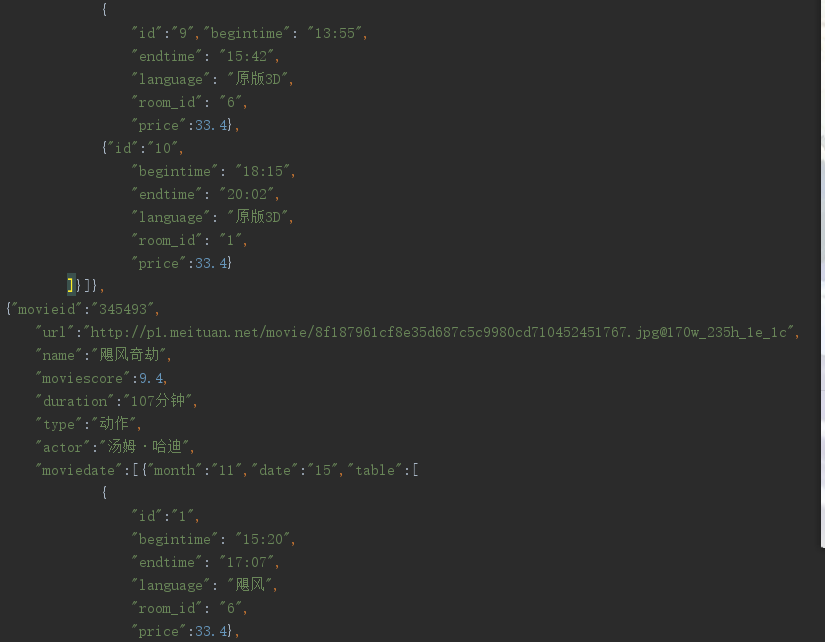 {
"id":"9","begintime": "13:55",
"endtime": "15:42",
"language": "原版3D",
"room_id": "6",
"price":33.4},
{"id":"10",
"begintime": "18:15",
"endtime": "20:02",
"language": "原版3D",
"room_id": "1",
"price":33.4}
]}]},
{"movieid":"345493",
"url":"http://p1.meituan.net/movie/8f187961cf8e35d687c5c9980cd710452451767.jpg@170w_235h_1e_1c",
"name":"飓风奇劫",
"moviescore":9.4,
"duration":"107分钟",
"type":"动作",
"actor":"汤姆·哈迪",
"moviedate":[{"month":"11","date":"15","table":[
{
"id":"1",
"begintime": "15:20",
"endtime": "17:07",
"language": "飓风",
"room_id": "6",
"price":33.4},